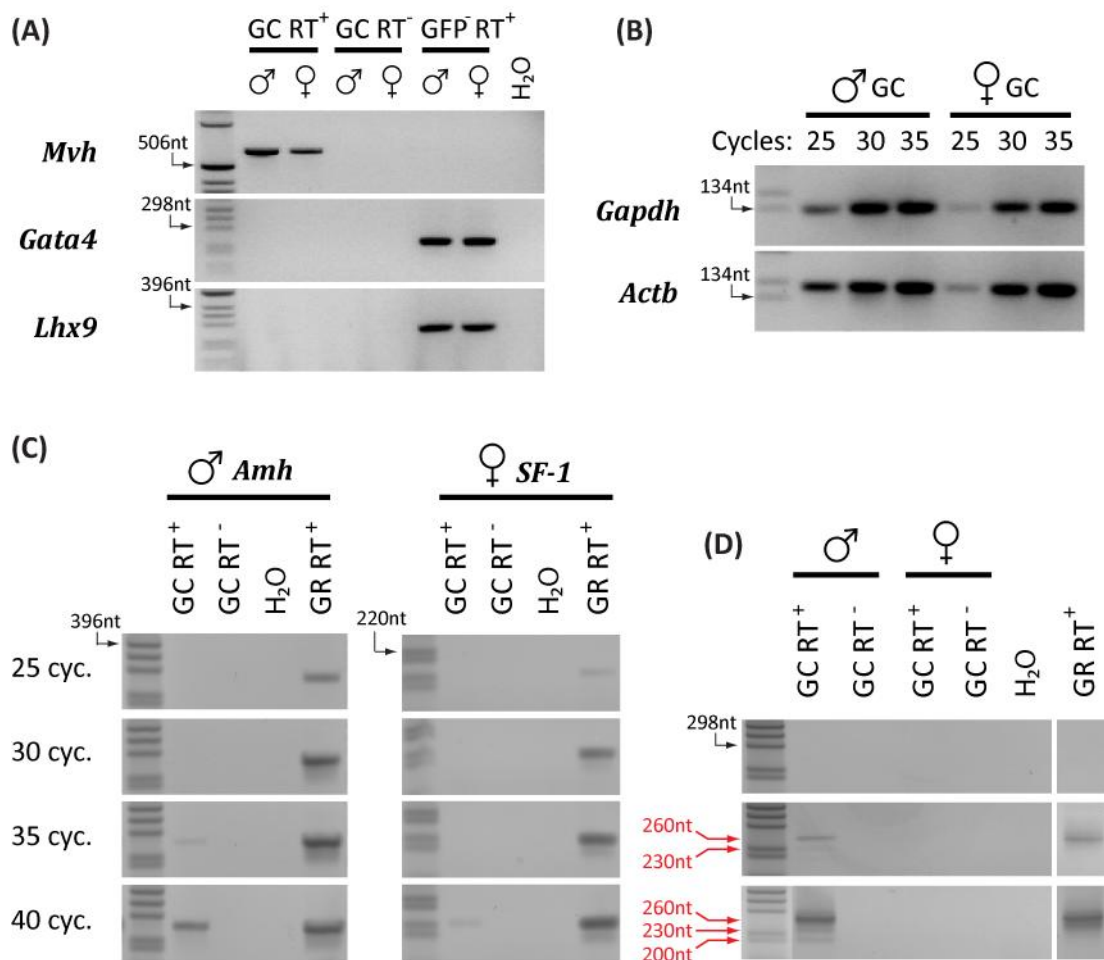 (A)
GC RT⁺ GC RT⁻ GFP⁻ RT⁺
♂ ♀ ♂ ♀ ♂ ♀ H₂O
506nt
Mvh
298nt
Gata4
396nt
Lhx9
(B)
♂ GC ♀ GC
Cycles: 25 30 35 25 30 35
134nt
Gapdh
134nt
Actb
(C)
♂ Amh ♀ SF-1
GC RT⁺ GC RT⁻ H₂O GR RT⁺ GC RT⁺ GC RT⁻ H₂O GR RT⁺
396nt 220nt
25 cyc.
30 cyc.
35 cyc.
40 cyc.
(D)
♂ ♀
GC RT⁺ GC RT⁻ GC RT⁺ GC RT⁻ H₂O GR RT⁺
298nt
260nt
230nt
260nt
230nt
200nt